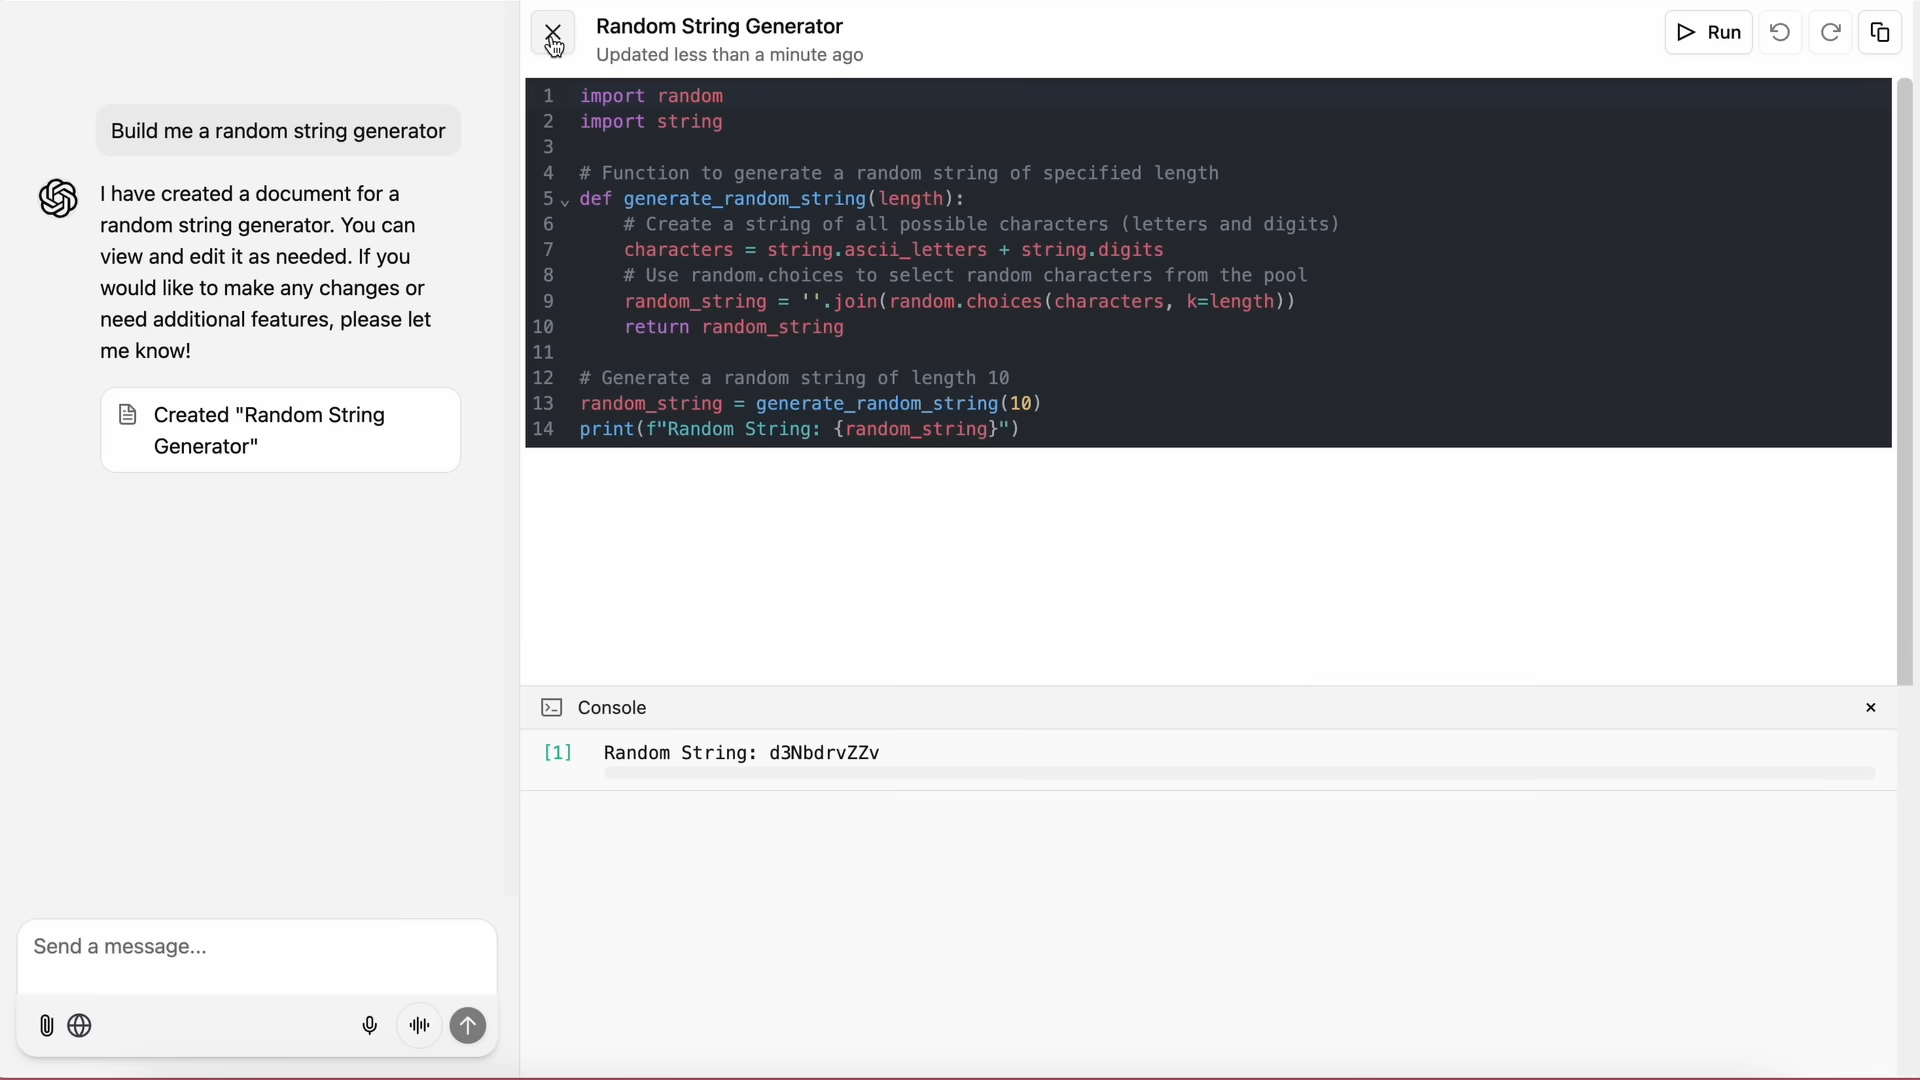 Build me a random string generator
I have created a document for a
random string generator. You can
view and edit it as needed. If you
would like to make any changes or
need additional features, please let
me know!
Created "Random String
Generator"
Send a message...
Random String Generator
Updated less than a minute ago
Run
1 import random
2 import string
3
4 # Function to generate a random string of specified length
5 def generate_random_string(length):
6     # Create a string of all possible characters (letters and digits)
7     characters = string.ascii_letters + string.digits
8     # Use random.choices to select random characters from the pool
9     random_string = ''.join(random.choices(characters, k=length))
10     return random_string
11
12 # Generate a random string of length 10
13 random_string = generate_random_string(10)
14 print(f"Random String: {random_string}")
Console
[1] Random String: d3NbdrvZZv